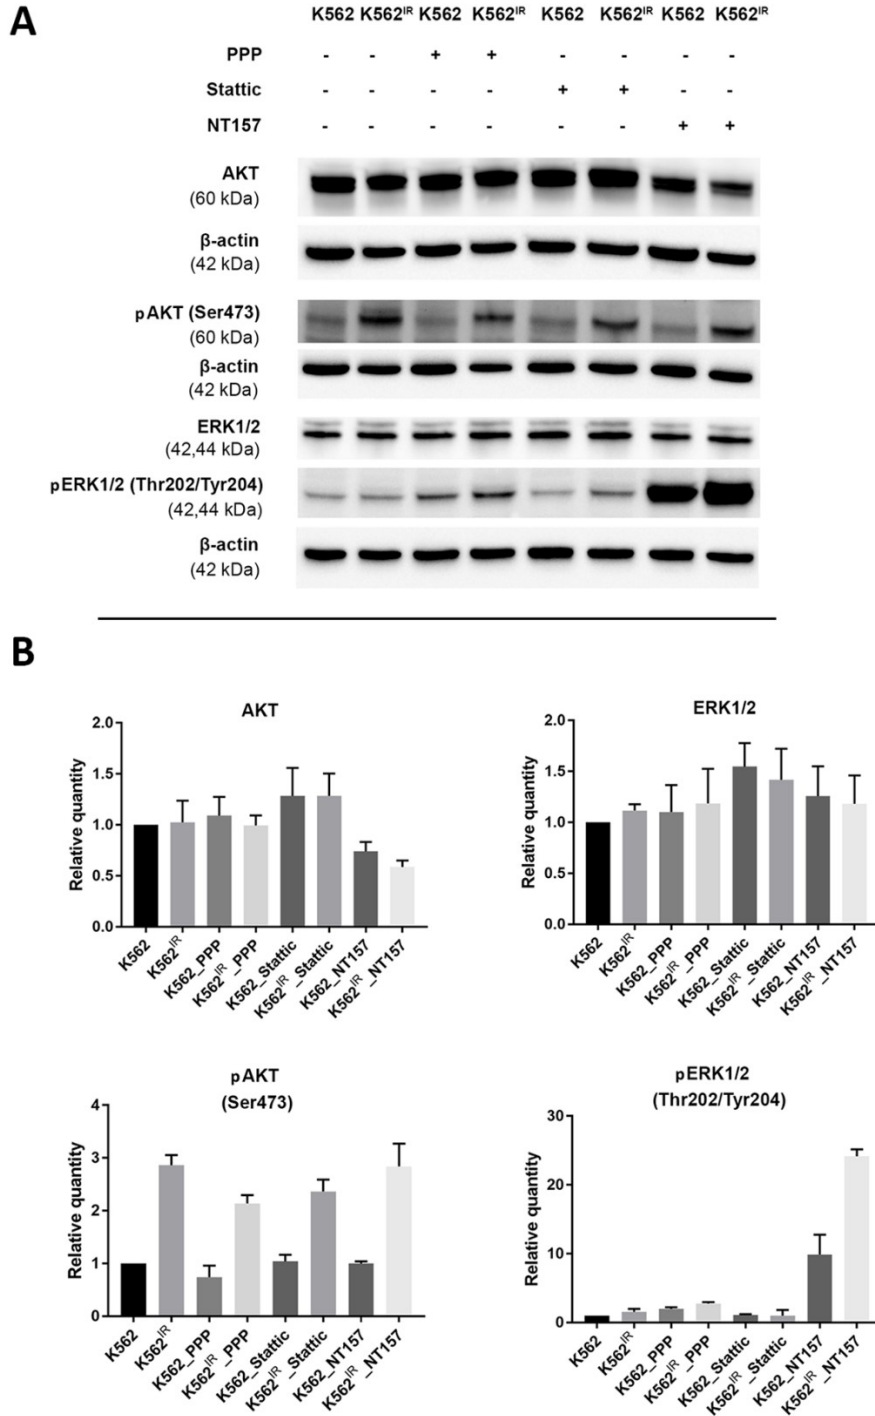 A
K562 K562ᴵᴿ K562 K562ᴵᴿ K562 K562ᴵᴿ K562 K562ᴵᴿ
PPP - - + + - - - -
Stattic - - - - + + - -
NT157 - - - - - - + +
AKT
(60 kDa)
β-actin
(42 kDa)
pAKT (Ser473)
(60 kDa)
β-actin
(42 kDa)
ERK1/2
(42,44 kDa)
pERK1/2 (Thr202/Tyr204)
(42,44 kDa)
β-actin
(42 kDa)
B
AKT
Relative quantity
2.0
1.5
1.0
0.5
0.0
K562
K562ᴵᴿ
K562_PPP
K562ᴵᴿ_PPP
K562_Stattic
K562ᴵᴿ_Stattic
K562_NT157
K562ᴵᴿ_NT157
ERK1/2
Relative quantity
2.0
1.5
1.0
0.5
0.0
K562
K562ᴵᴿ
K562_PPP
K562ᴵᴿ_PPP
K562_Stattic
K562ᴵᴿ_Stattic
K562_NT157
K562ᴵᴿ_NT157
pAKT
(Ser473)
Relative quantity
4
3
2
1
0
K562
K562ᴵᴿ
K562_PPP
K562ᴵᴿ_PPP
K562_Stattic
K562ᴵᴿ_Stattic
K562_NT157
K562ᴵᴿ_NT157
pERK1/2
(Thr202/Tyr204)
Relative quantity
30
20
10
0
K562
K562ᴵᴿ
K562_PPP
K562ᴵᴿ_PPP
K562_Stattic
K562ᴵᴿ_Stattic
K562_NT157
K562ᴵᴿ_NT157